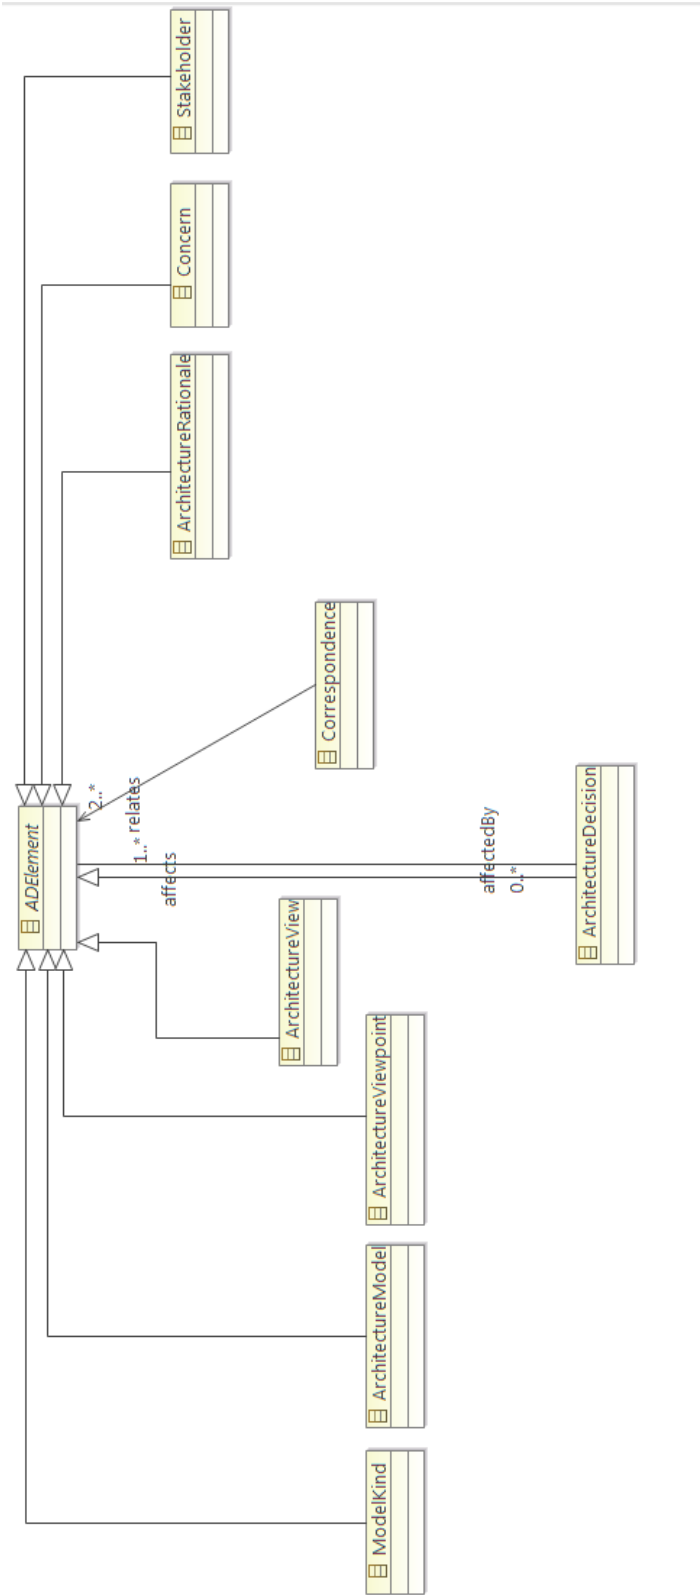 ADElement
2..*
relates
1..*
affects
affectedBy
0..*
ModelKind
ArchitectureModel
ArchitectureViewpoint
ArchitectureView
ArchitectureDecision
Correspondence
ArchitectureRationale
Concern
Stakeholder